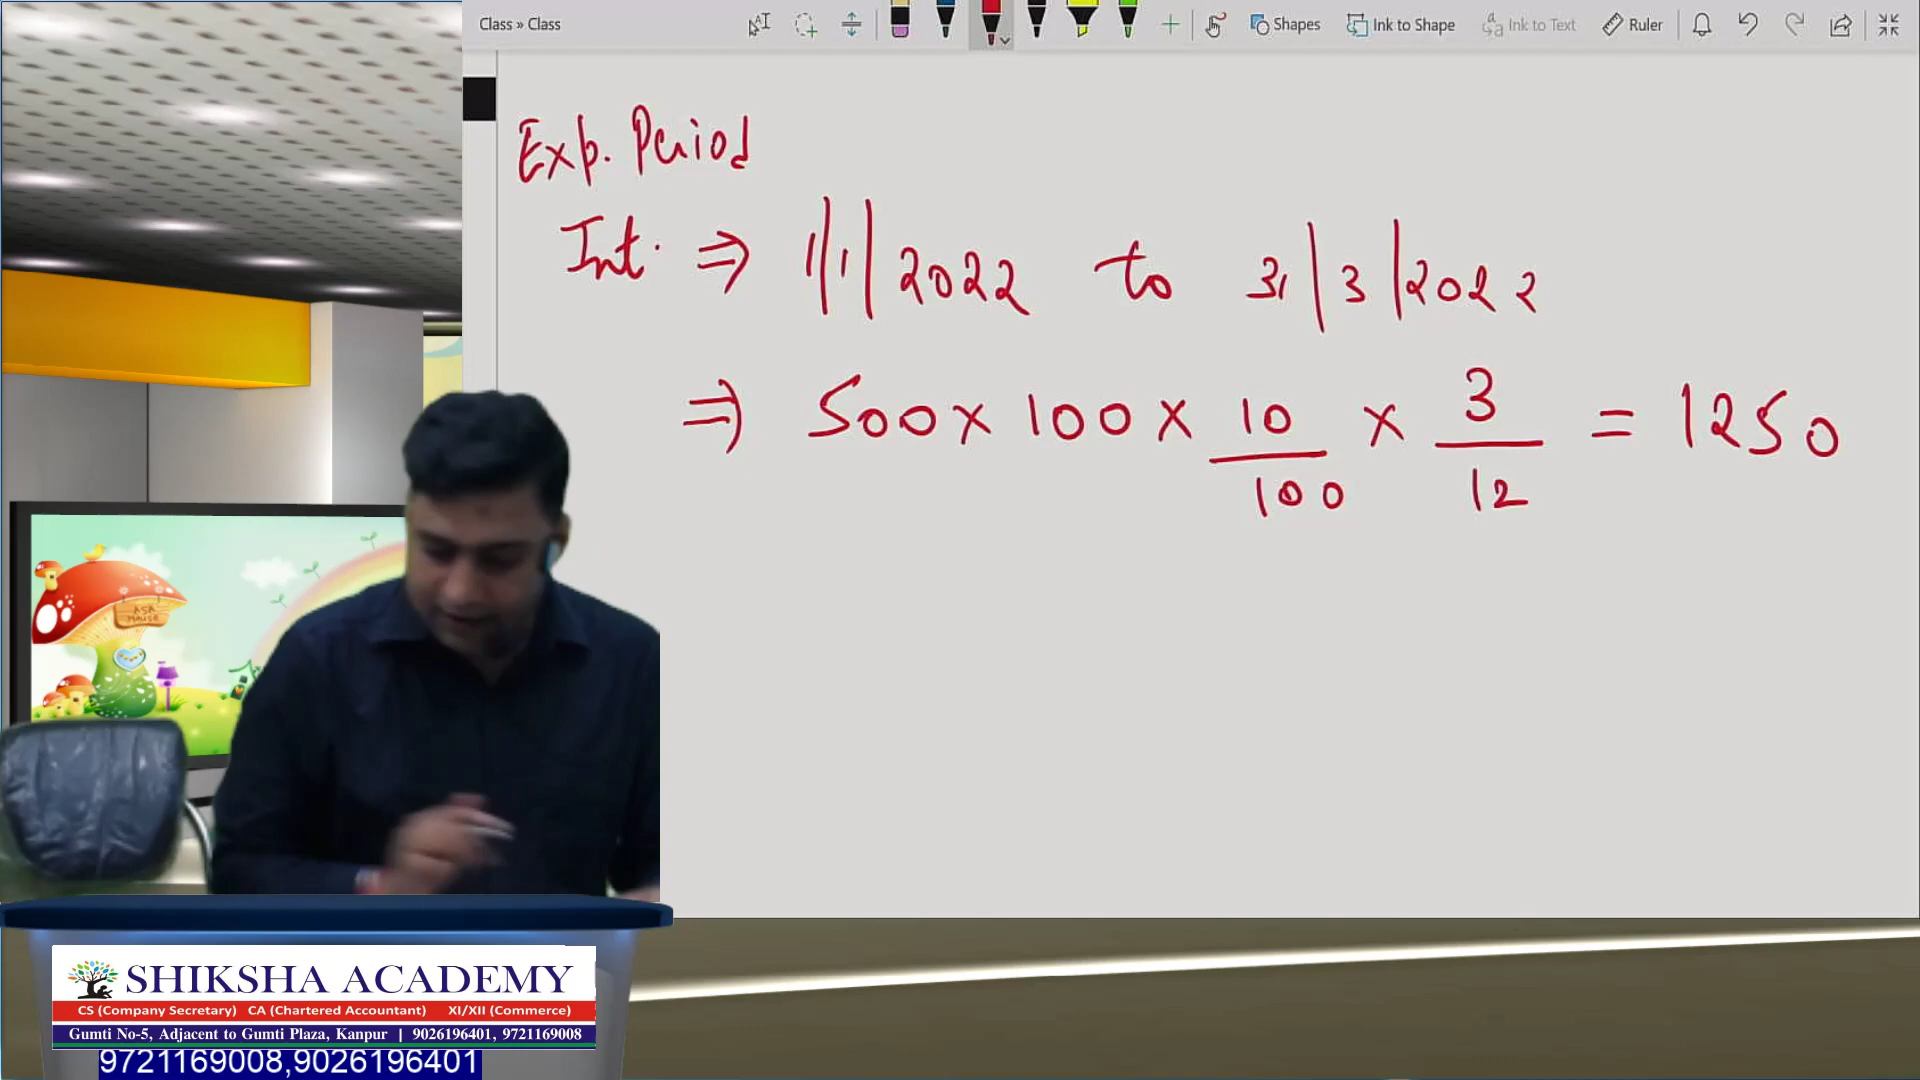 Class » Class
Shapes
Ink to Shape
Ink to Text
Ruler
Exp. Period
Int. ⇒ 1/1/2022 to 31/3/2022
⇒ 500 × 100 × 10/100 × 3/12 = 1250
ASA
HOUSE
SHIKSHA ACADEMY
CS (Company Secretary) CA (Chartered Accountant) XI/XII (Commerce)
Gumti No-5, Adjacent to Gumti Plaza, Kanpur | 9026196401, 9721169008
9721169008,9026196401